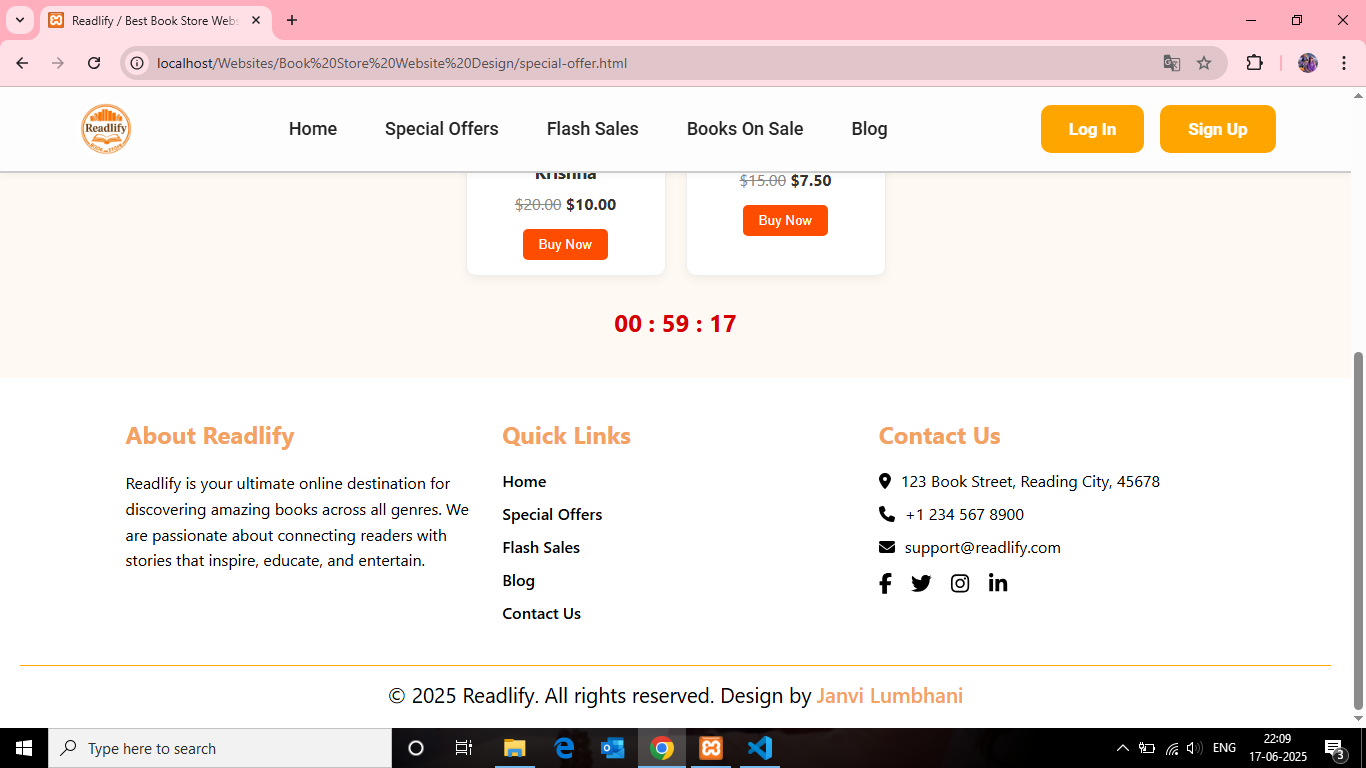 Readlify / Best Book Store Webs
localhost/Websites/Book%20Store%20Website%20Design/special-offer.html
Readlify
BOOK STORE
Home Special Offers Flash Sales Books On Sale Blog Log In Sign Up
Krishna
$20.00 $10.00
Buy Now
$15.00 $7.50
Buy Now
00 : 59 : 17
About Readlify
Readlify is your ultimate online destination for
discovering amazing books across all genres. We
are passionate about connecting readers with
stories that inspire, educate, and entertain.
Quick Links
Home
Special Offers
Flash Sales
Blog
Contact Us
Contact Us
123 Book Street, Reading City, 45678
+1 234 567 8900
support@readlify.com
© 2025 Readlify. All rights reserved. Design by Janvi Lumbhani
Type here to search
ENG
22:09
17-06-2025
3